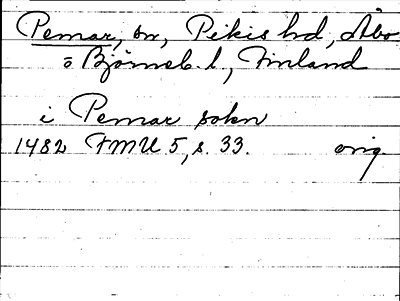 Pemar, sn, Pikis hd, Åbo
o Björneb. l, Finland
i Pemar sokn
1482 FMU 5, s. 33. orig.